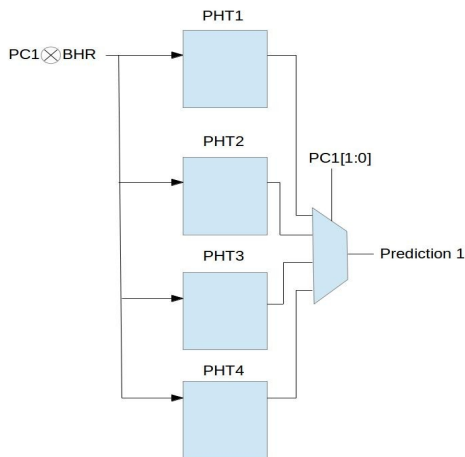 PHT1
PC1⊗BHR
PHT2
PC1[1:0]
PHT3
Prediction 1
PHT4